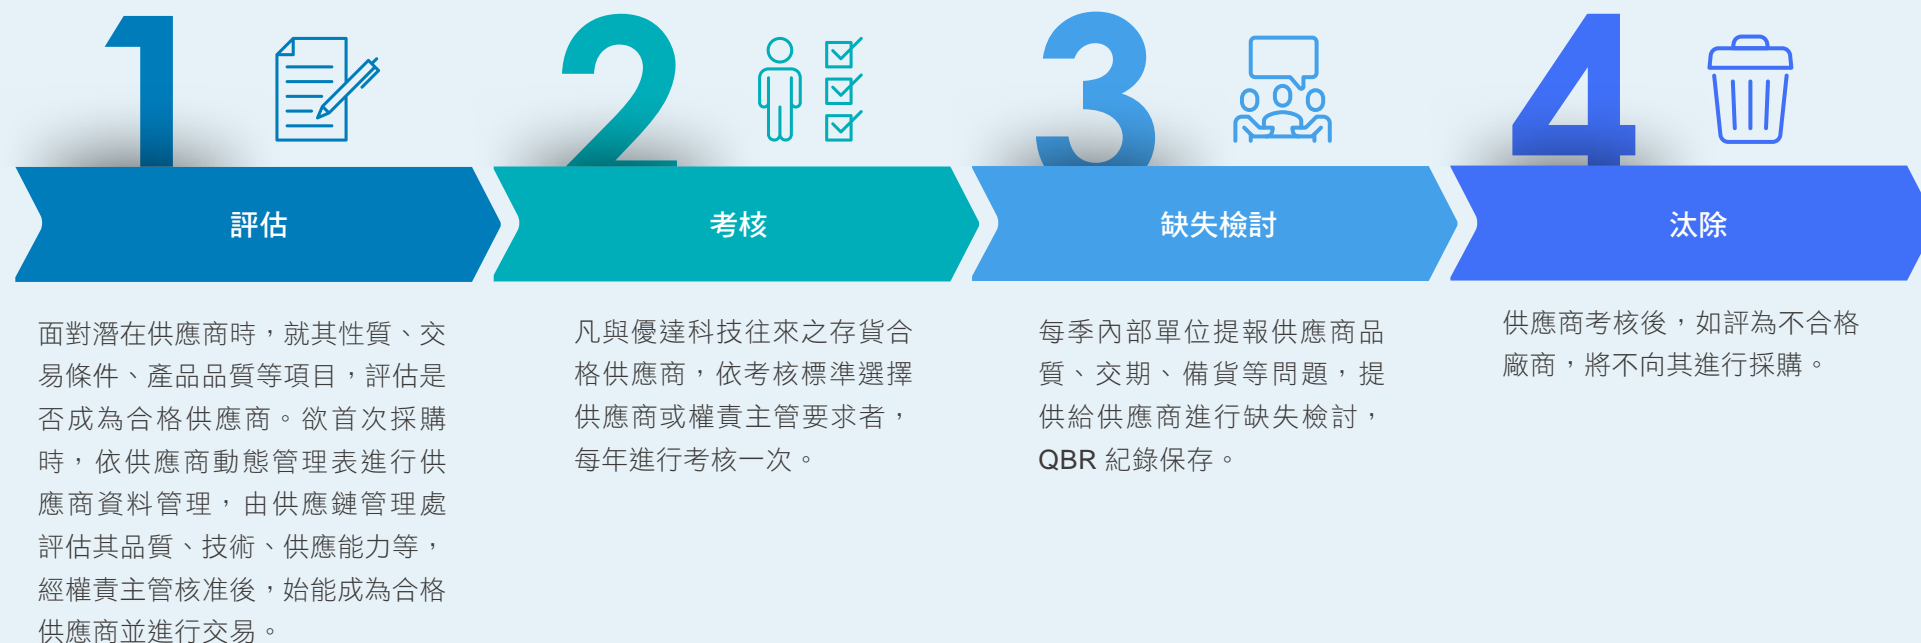 1
評估
面對潛在供應商時，就其性質、交
易條件、產品品質等項目，評估是
否成為合格供應商。欲首次採購
時，依供應商動態管理表進行供
應商資料管理，由供應鏈管理處
評估其品質、技術、供應能力等，
經權責主管核准後，始能成為合格
供應商並進行交易。
2
考核
凡與優達科技往來之存貨合
格供應商，依考核標準選擇
供應商或權責主管要求者，
每年進行考核一次。
3
缺失檢討
每季內部單位提報供應商品
質、交期、備貨等問題，提
供給供應商進行缺失檢討，
QBR 紀錄保存。
4
汰除
供應商考核後，如評為不合格
廠商，將不向其進行採購。